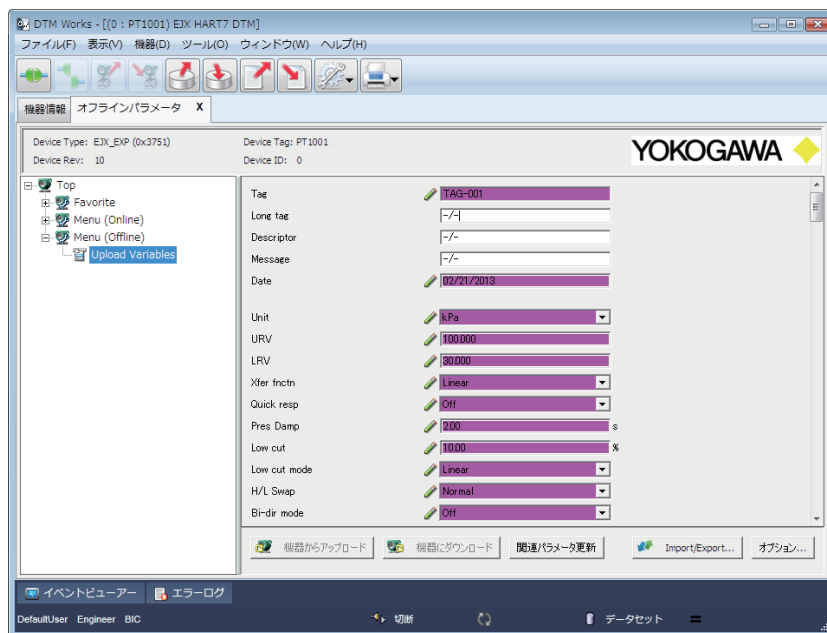 DTM Works - [(0 : PT1001) EJX HART7 DTM]
ファイル(F) 表示(V) 機器(D) ツール(O) ウィンドウ(W) ヘルプ(H)
機器情報 オフラインパラメータ X
Device Type: EJX_EXP (0x3751) Device Tag: PT1001
Device Rev: 10 Device ID: 0
YOKOGAWA
Top
Favorite
Menu (Online)
Menu (Offline)
Upload Variables
Tag TAG-001
Long tag -/-
Descriptor -/-
Message -/-
Date 02/21/2013
Unit kPa
URV 100.000
LRV 30.000
Xfer fnctn Linear
Quick resp Off
Pres Damp 2.00 s
Low cut 10.00 %
Low cut mode Linear
H/L Swap Normal
Bi-dir mode Off
機器からアップロード 機器にダウンロード 関連パラメータ更新 Import/Export... オプション...
イベントビューアー エラーログ
DefaultUser Engineer BIC 切断 データセット